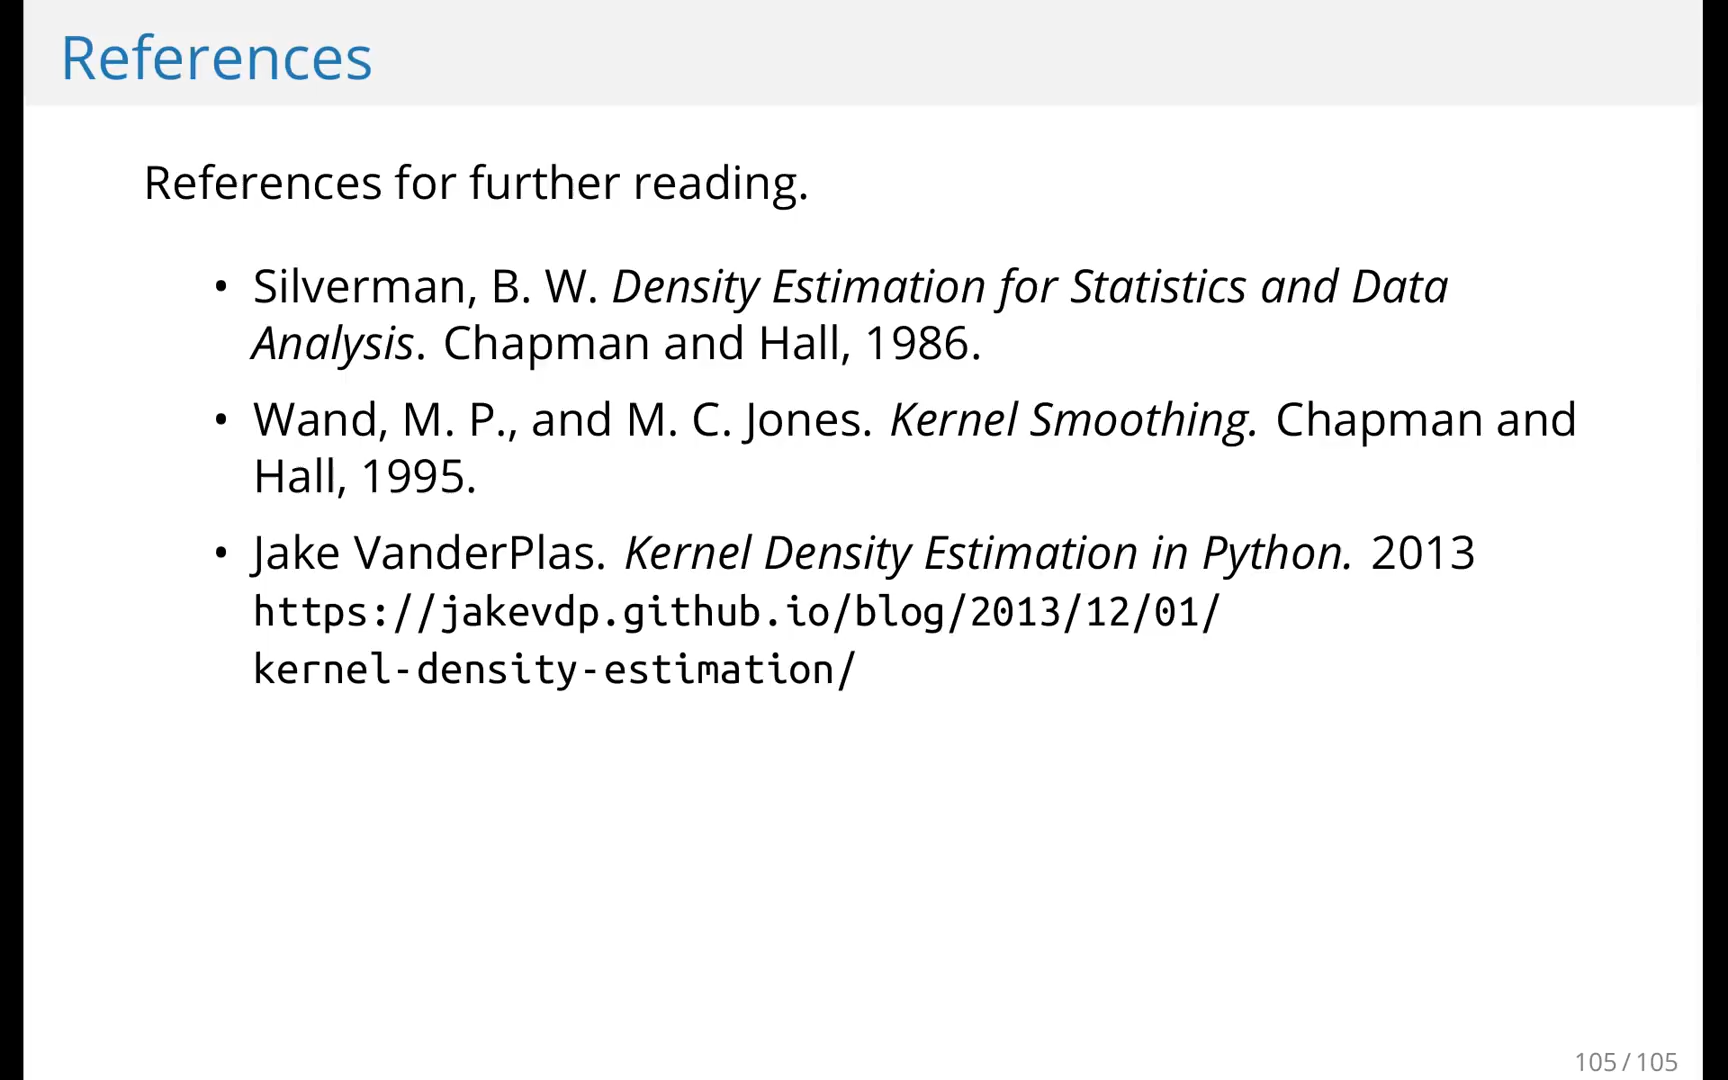 References
References for further reading.
• Silverman, B. W. Density Estimation for Statistics and Data
Analysis. Chapman and Hall, 1986.
• Wand, M. P., and M. C. Jones. Kernel Smoothing. Chapman and
Hall, 1995.
• Jake VanderPlas. Kernel Density Estimation in Python. 2013
https://jakevdp.github.io/blog/2013/12/01/
kernel-density-estimation/
105 / 105